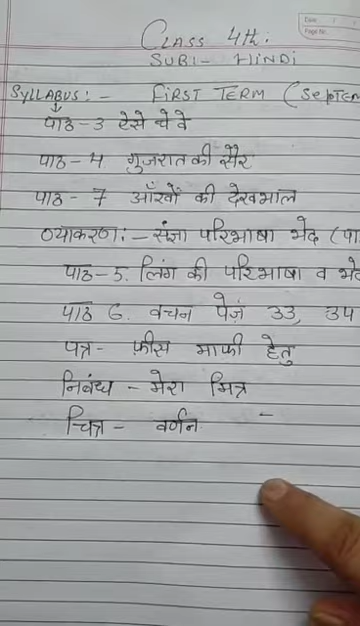 Date
Page No.
CLASS 4th:
SUB:- HINDI
SYLLABUS:- FIRST TERM (Septem
पाठ-3 ऐसे थे वे
पाठ-4 गुजरात की सैर
पाठ-7 आँखों की देखभाल
व्याकरण:- संज्ञा परिभाषा भेद (पा
पाठ-5. लिंग की परिभाषा व भे
पाठ 6. वचन पेज़ 33, 34
पत्र- फ़ीस माफी हेतु
निबंध - मेरा मित्र
चित्र - वर्णन -